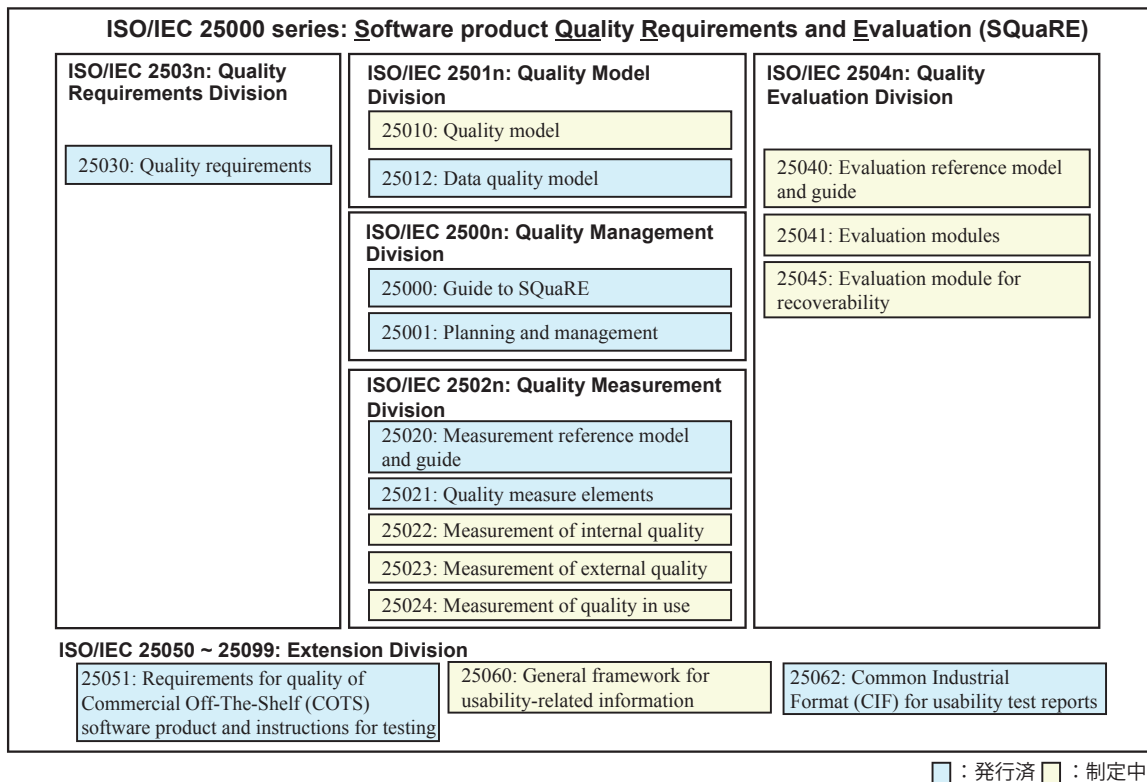 ISO/IEC 25000 series: Software product Quality Requirements and Evaluation (SQuaRE)
ISO/IEC 2503n: Quality
Requirements Division
25030: Quality requirements
ISO/IEC 2501n: Quality Model
Division
25010: Quality model
25012: Data quality model
ISO/IEC 2500n: Quality Management
Division
25000: Guide to SQuaRE
25001: Planning and management
ISO/IEC 2502n: Quality Measurement
Division
25020: Measurement reference model
and guide
25021: Quality measure elements
25022: Measurement of internal quality
25023: Measurement of external quality
25024: Measurement of quality in use
ISO/IEC 2504n: Quality
Evaluation Division
25040: Evaluation reference model
and guide
25041: Evaluation modules
25045: Evaluation module for
recoverability
ISO/IEC 25050 ~ 25099: Extension Division
25051: Requirements for quality of
Commercial Off-The-Shelf (COTS)
software product and instructions for testing
25060: General framework for
usability-related information
25062: Common Industrial
Format (CIF) for usability test reports
：発行済 ：制定中